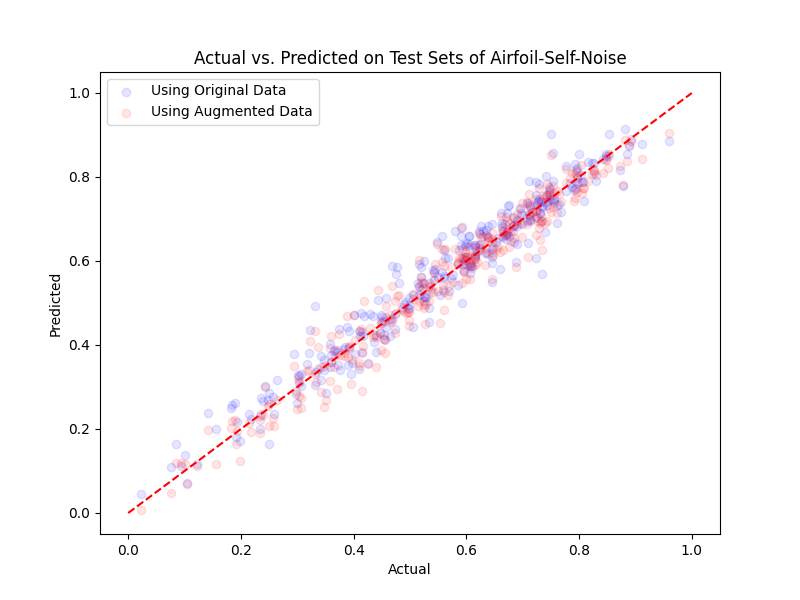 Actual vs. Predicted on Test Sets of Airfoil-Self-Noise
Using Original Data
Using Augmented Data
1.0
0.8
0.6
0.4
0.2
0.0
Predicted
0.0 0.2 0.4 0.6 0.8 1.0
Actual